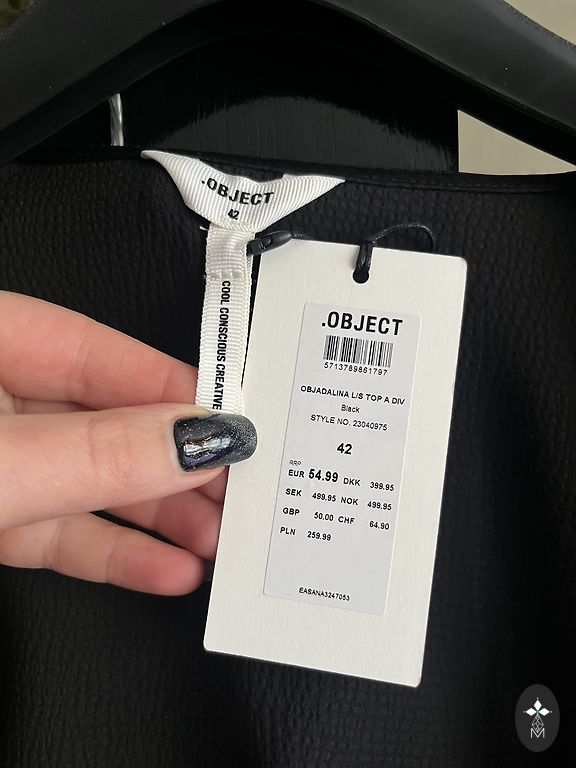 .OBJECT
42
COOL CONSCIOUS CREATIVE
.OBJECT
5713789861797
OBJADALINA L/S TOP A DIV
Black
STYLE NO. 23040975
42
RRP
EUR 54.99 DKK 399.95
SEK 499.95 NOK 499.95
GBP 50.00 CHF 64.90
PLN 259.99
EASANA3247053
M